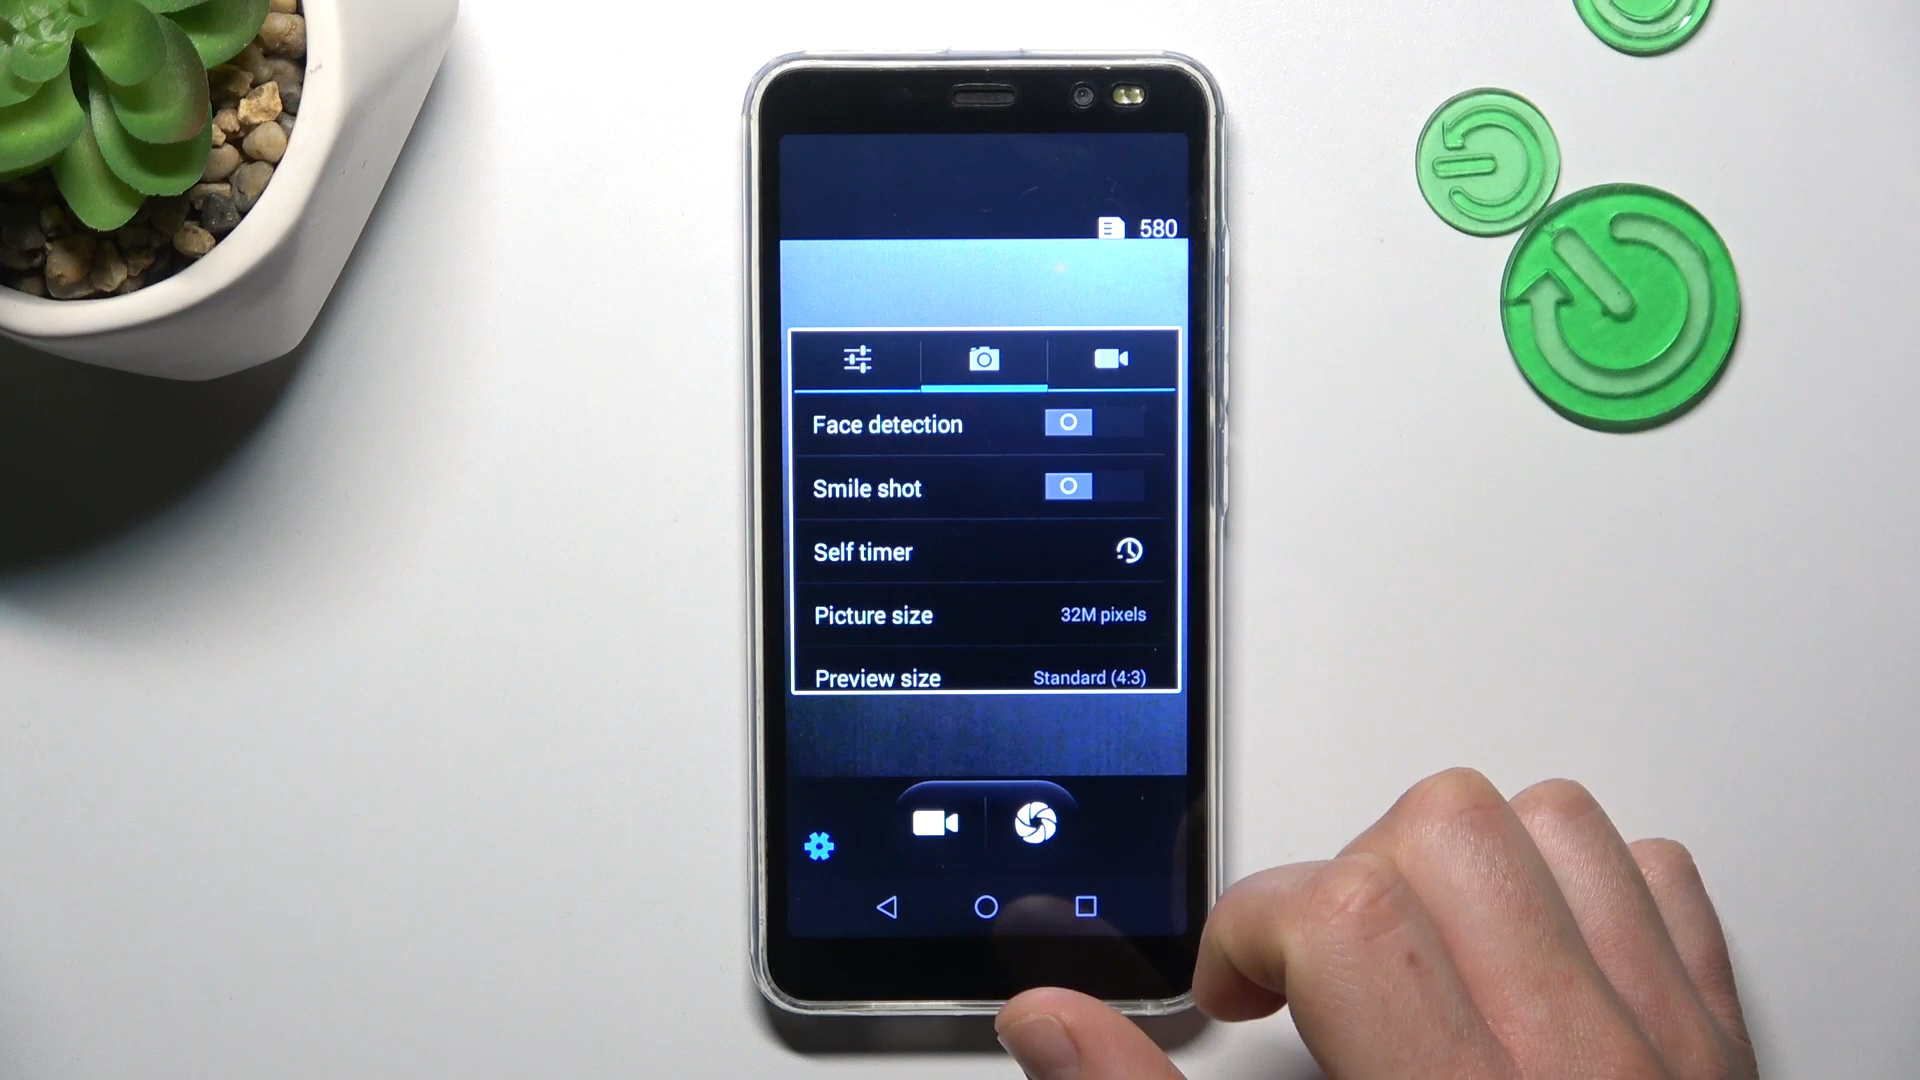 580
Face detection
Smile shot
Self timer
Picture size 32M pixels
Preview size Standard (4:3)